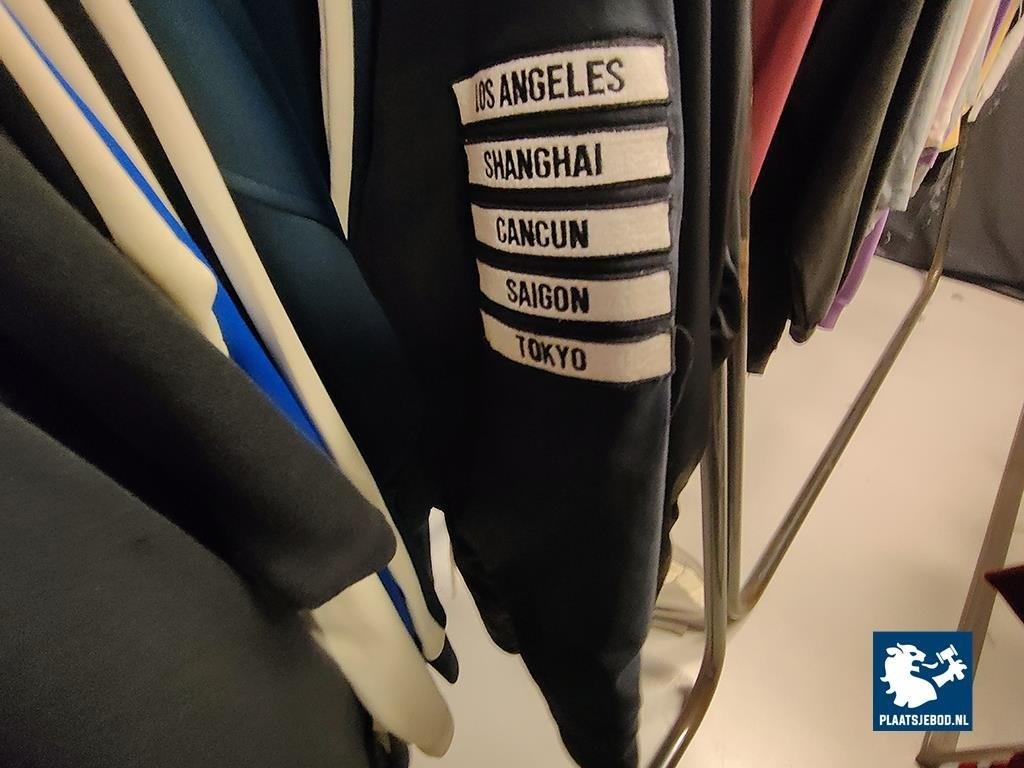 LOS ANGELES
SHANGHAI
CANCUN
SAIGON
TOKYO
PLAATSJEBOD.NL